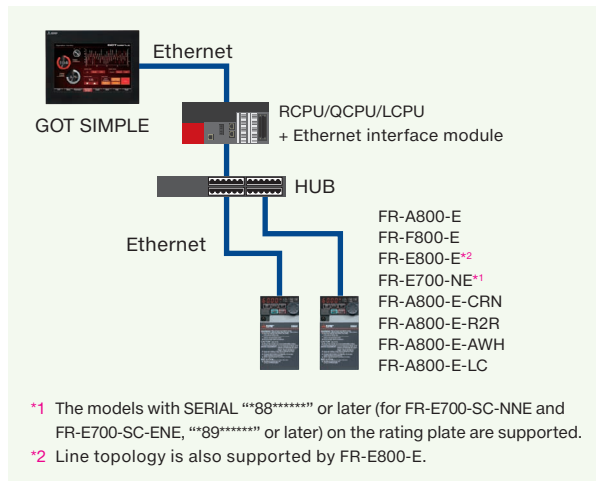 Ethernet
GOT SIMPLE
RCPU/QCPU/LCPU
+ Ethernet interface module
HUB
Ethernet
FR-A800-E
FR-F800-E
FR-E800-E*2
FR-E700-NE*1
FR-A800-E-CRN
FR-A800-E-R2R
FR-A800-E-AWH
FR-A800-E-LC
*1 The models with SERIAL “*88******” or later (for FR-E700-SC-NNE and
FR-E700-SC-ENE, “*89******” or later) on the rating plate are supported.
*2 Line topology is also supported by FR-E800-E.